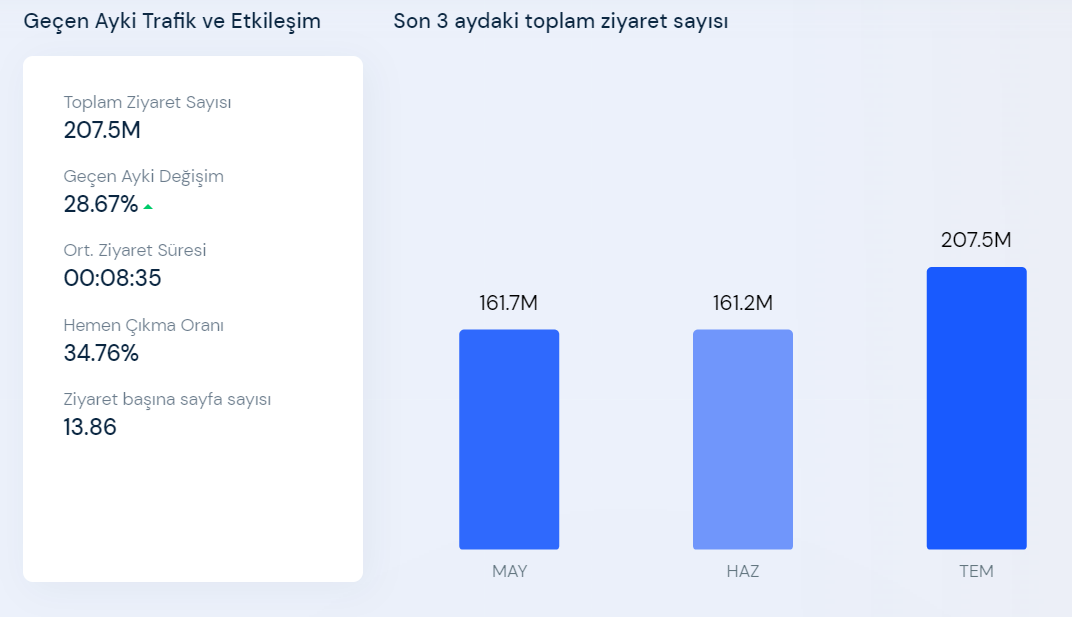 Geçen Ayki Trafik ve Etkileşim
Toplam Ziyaret Sayısı
207.5M
Geçen Ayki Değişim
28.67%
Ort. Ziyaret Süresi
00:08:35
Hemen Çıkma Oranı
34.76%
Ziyaret başına sayfa sayısı
13.86
Son 3 aydaki toplam ziyaret sayısı
161.7M
161.2M
207.5M
MAY
HAZ
TEM